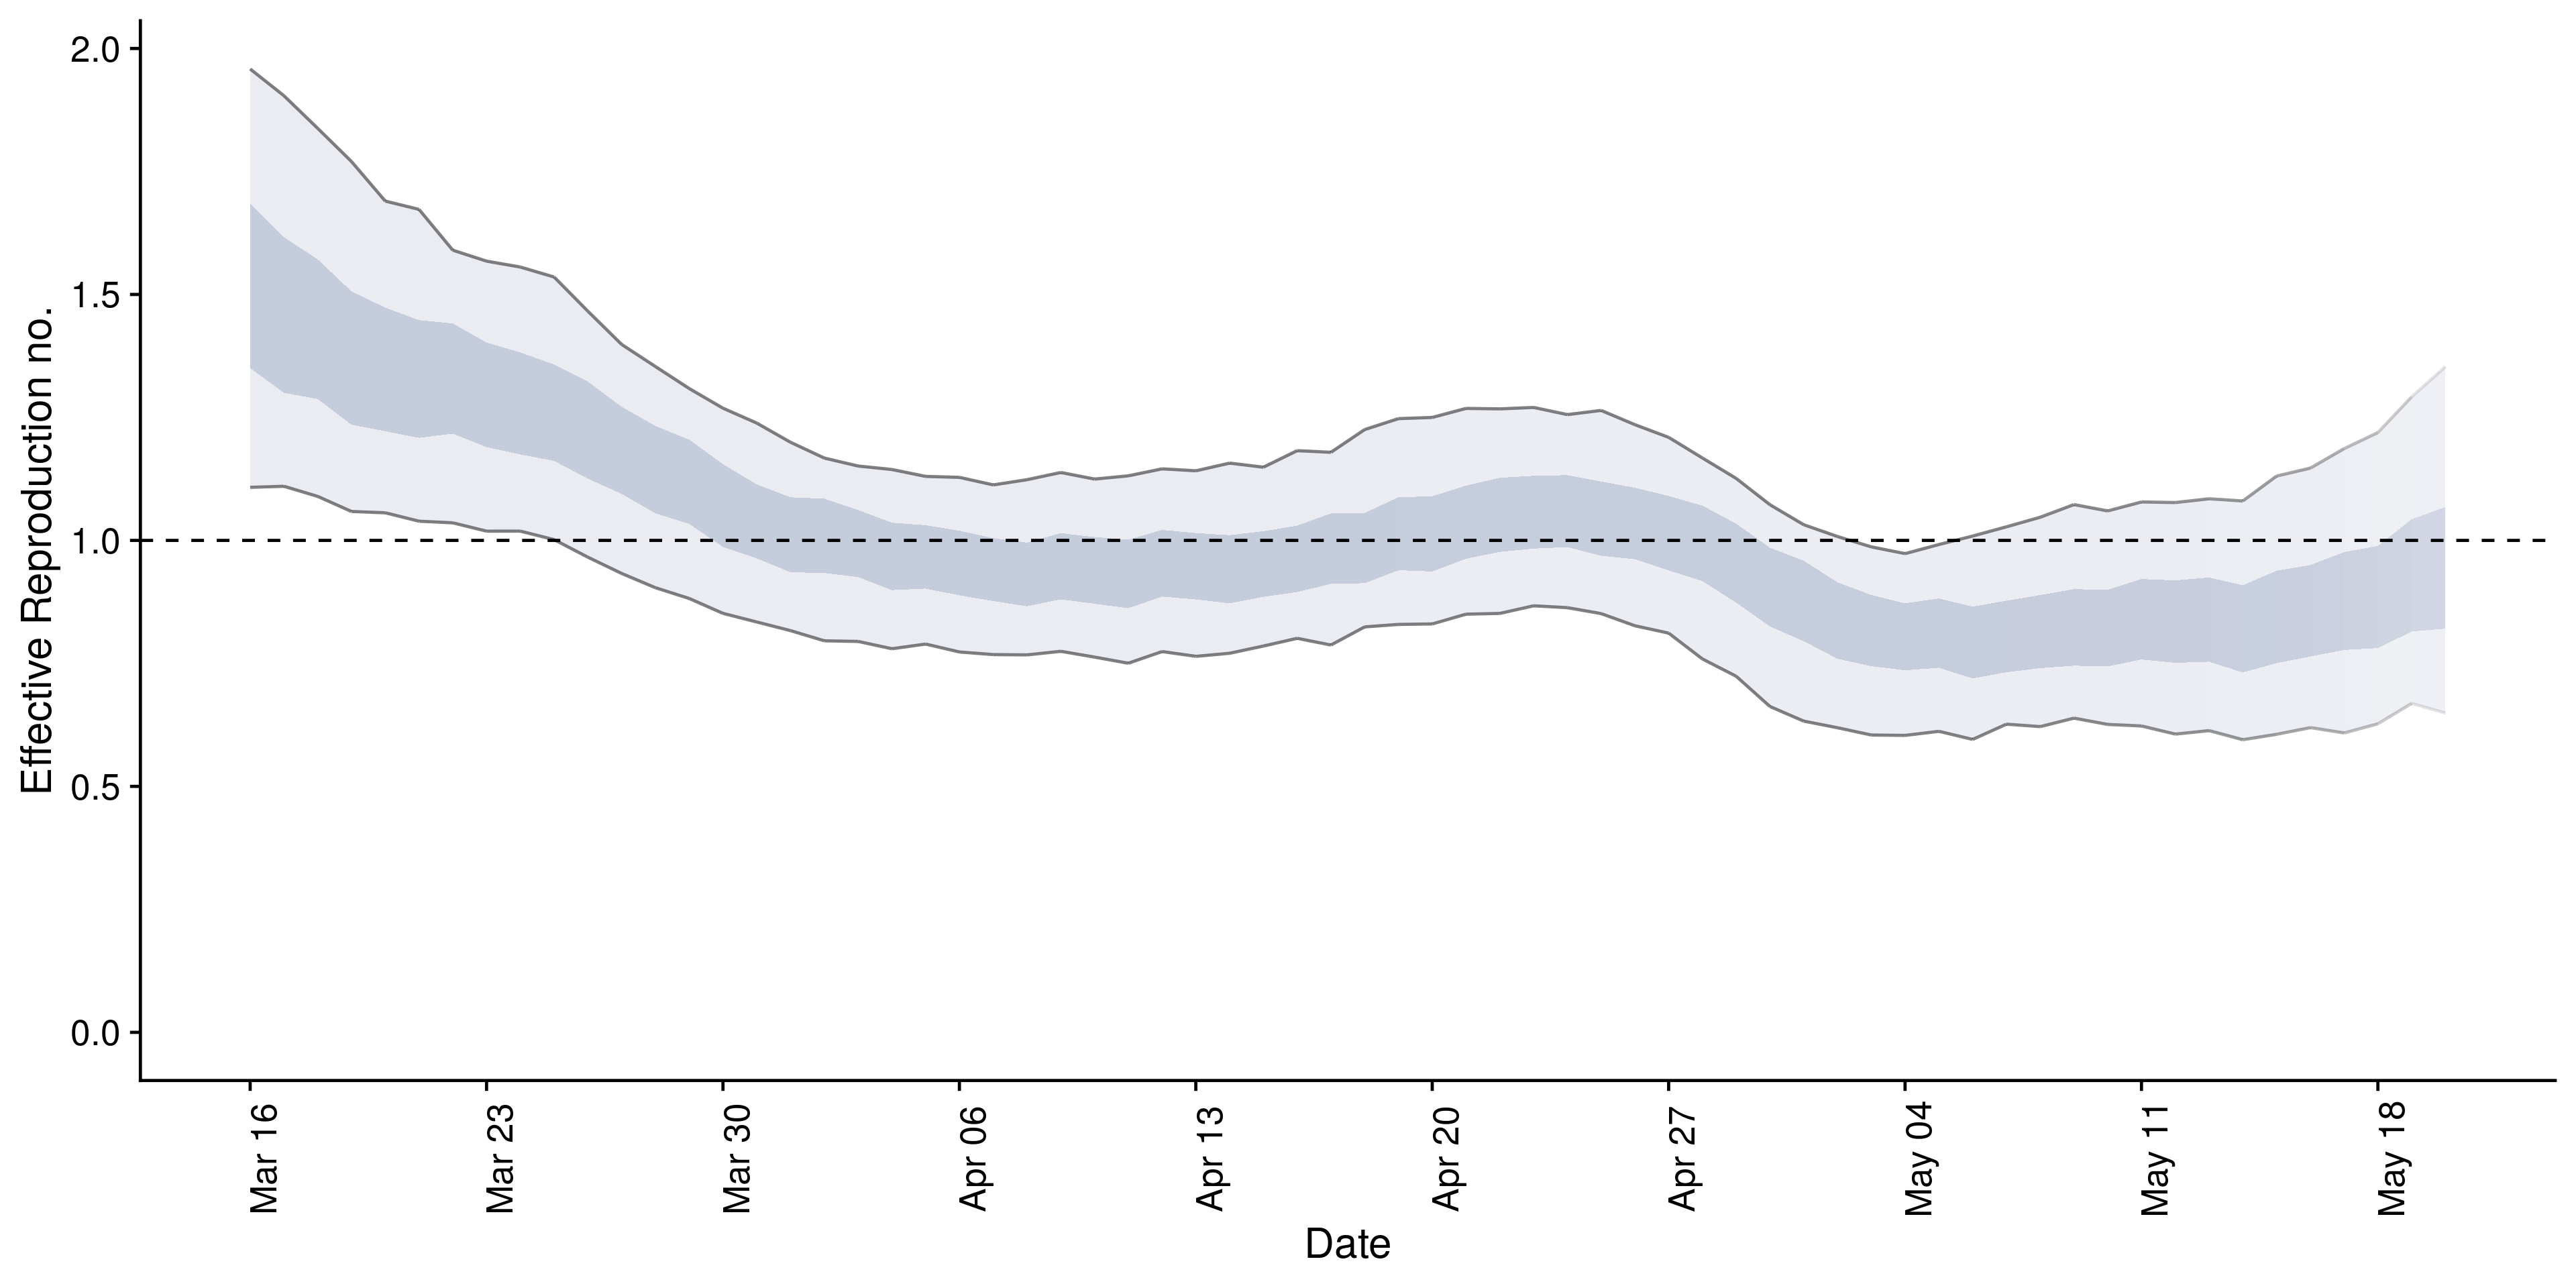 Effective Reproduction no.
2.0
1.5
1.0
0.5
0.0
Mar 16
Mar 23
Mar 30
Apr 06
Apr 13
Apr 20
Apr 27
May 04
May 11
May 18
Date